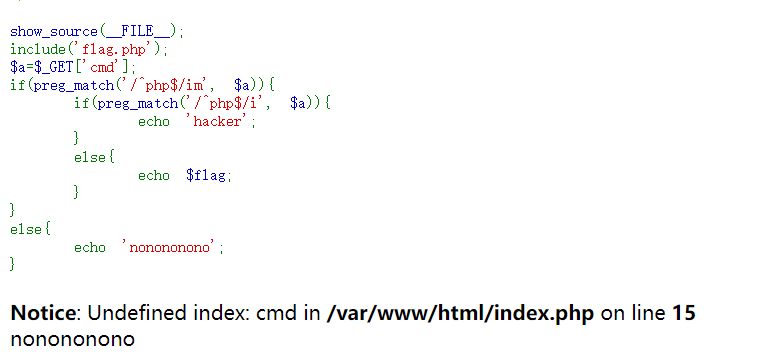 show_source(__FILE__);
include('flag.php');
$a=$_GET['cmd'];
if(preg_match('/^php$/im', $a)){
if(preg_match('/^php$/i', $a)){
echo 'hacker';
}
else{
echo $flag;
}
}
else{
echo 'nonononono';
}
Notice: Undefined index: cmd in /var/www/html/index.php on line 15
nonononono